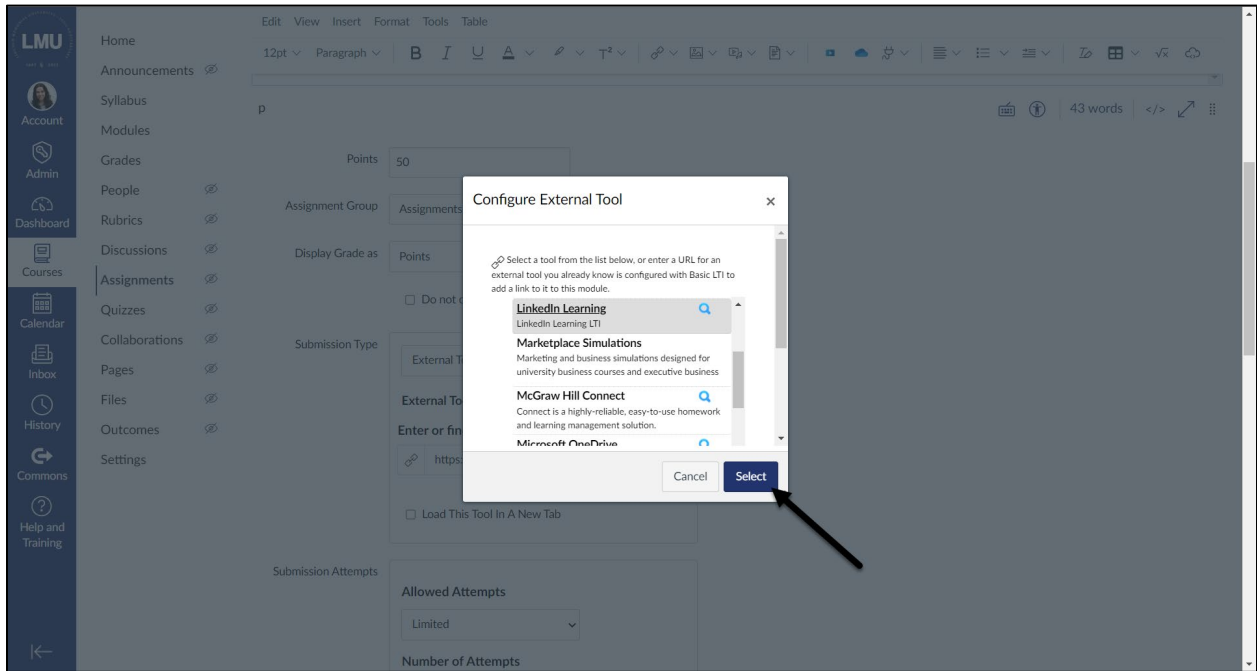 Edit View Insert Format Tools Table
12pt Paragraph
LMU
Account
Admin
Dashboard
Courses
Calendar
Inbox
History
Commons
Help and
Training
Home
Announcements
Syllabus
Modules
Grades
People
Rubrics
Discussions
Assignments
Quizzes
Collaborations
Pages
Files
Outcomes
Settings
p
43 words </>
Points 50
Assignment Group Assignments
Display Grade as Points
Do not
Submission Type
External T
External To
Enter or fin
https:
Load This Tool In A New Tab
Submission Attempts
Allowed Attempts
Limited
Number of Attempts
Configure External Tool ×
Select a tool from the list below, or enter a URL for an
external tool you already know is configured with Basic LTI to
add a link to it to this module.
LinkedIn Learning
LinkedIn Learning LTI
Marketplace Simulations
Marketing and business simulations designed for
university business courses and executive business
McGraw Hill Connect
Connect is a highly-reliable, easy-to-use homework
and learning management solution.
Microsoft OneDrive
Cancel Select